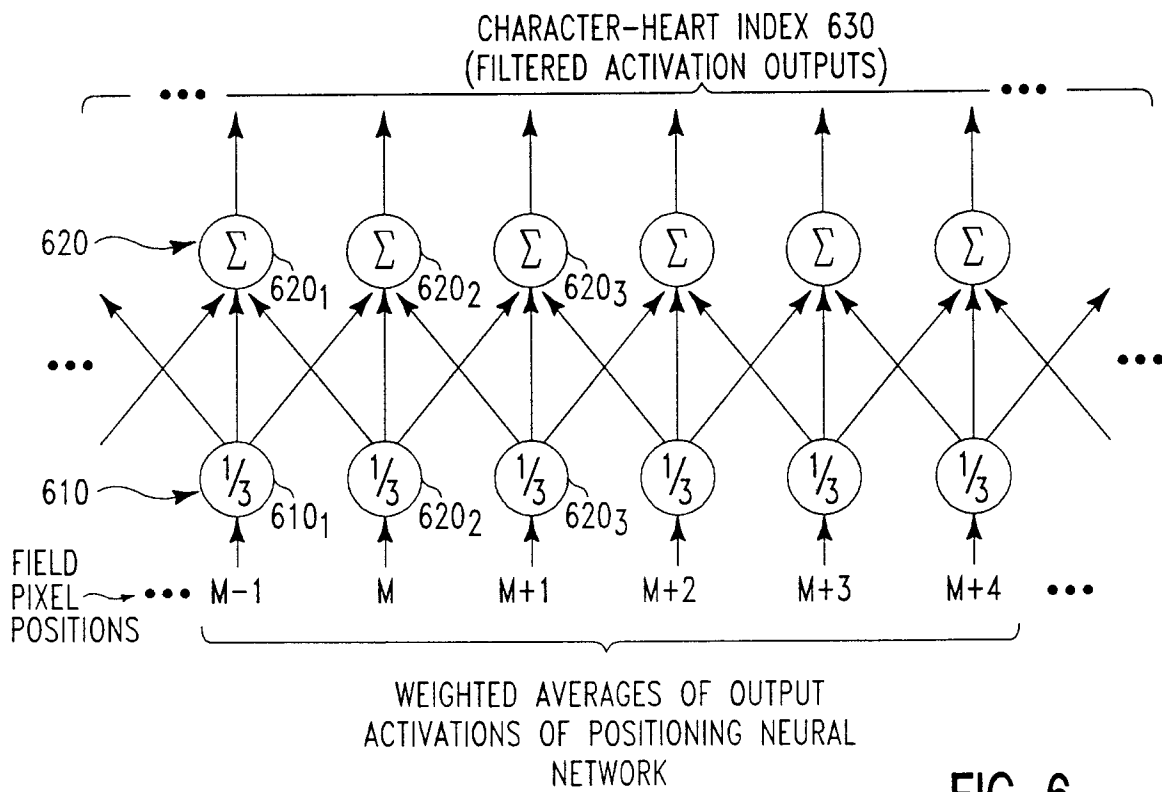 CHARACTER-HEART INDEX 630
(FILTERED ACTIVATION OUTPUTS)
••• •••
620 Σ Σ Σ Σ Σ Σ
620₁ 620₂ 620₃
••• •••
610 1/3 1/3 1/3 1/3 1/3 1/3
610₁ 620₂ 620₃
FIELD
PIXEL
POSITIONS
••• M-1 M M+1 M+2 M+3 M+4 •••
WEIGHTED AVERAGES OF OUTPUT
ACTIVATIONS OF POSITIONING NEURAL
NETWORK
FIG. 6